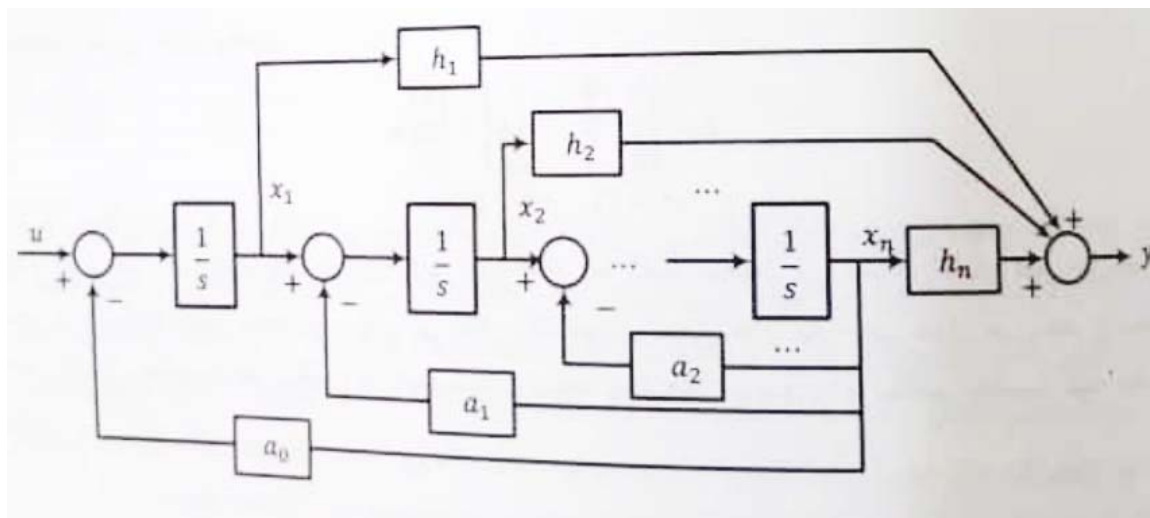 h₁
h₂
...
u
x₁
x₂
xₙ
+
−
1/s
+
−
1/s
+
−
...
1/s
hₙ
+
+
y
a₂
...
a₁
a₀